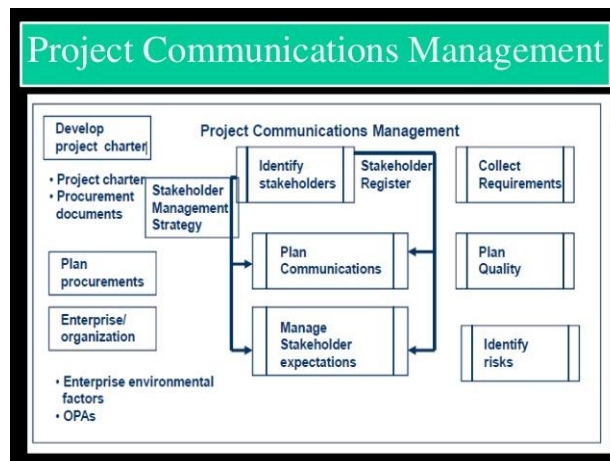 Project Communications Management
Develop
project charter
Project Communications Management
• Project charter
• Procurement
documents
Stakeholder
Management
Strategy
Identify
stakeholders
Stakeholder
Register
Collect
Requirements
Plan
procurements
Plan
Communications
Plan
Quality
Enterprise/
organization
Manage
Stakeholder
expectations
Identify
risks
• Enterprise environmental
factors
• OPAs